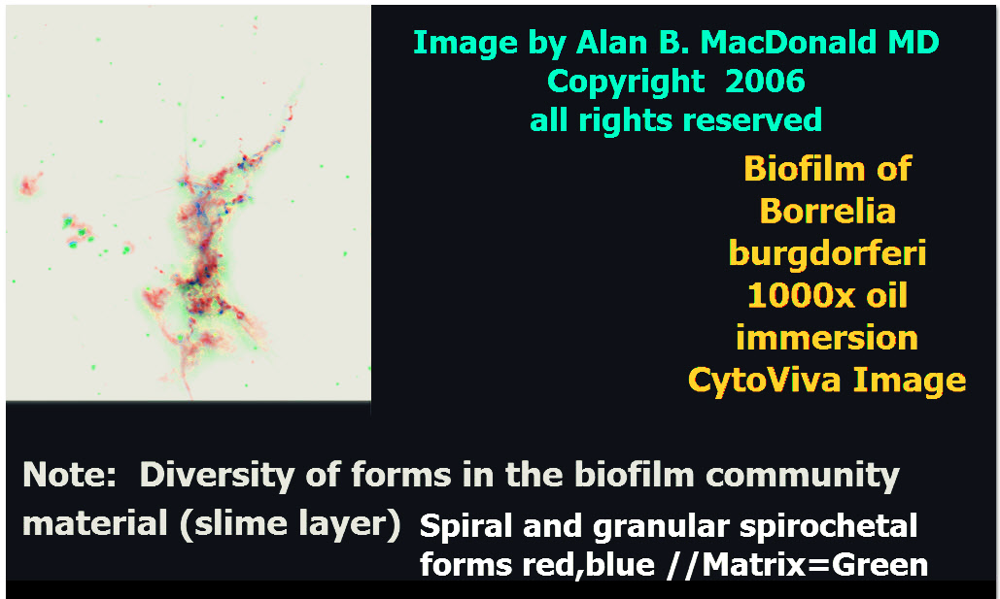 Image by Alan B. MacDonald MD
Copyright  2006
all rights reserved
Biofilm of
Borrelia
burgdorferi
1000x oil
immersion
CytoViva Image
Note:  Diversity of forms in the biofilm community
material (slime layer)
Spiral and granular spirochetal
forms red,blue //Matrix=Green